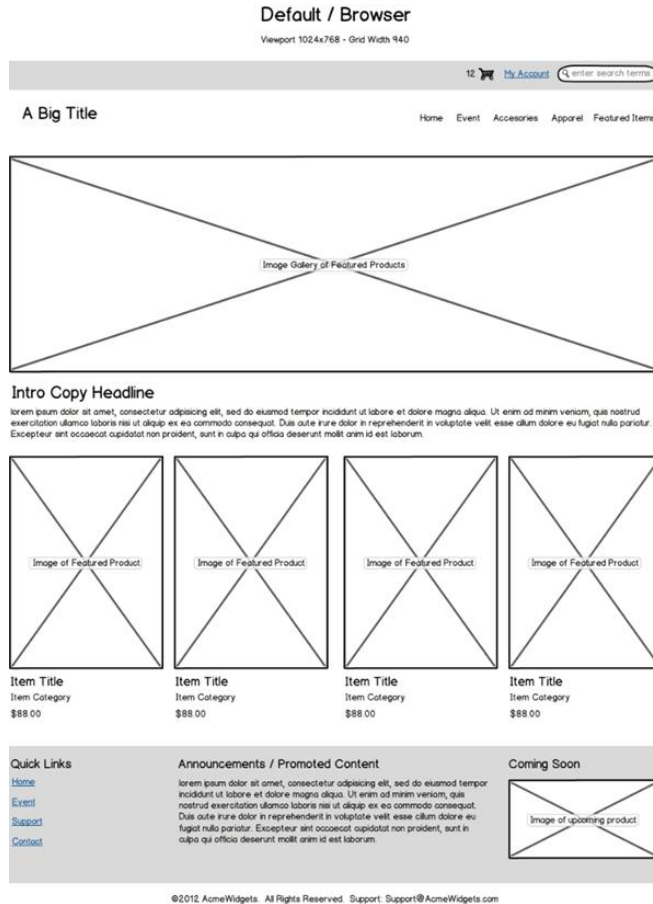 Default / Browser
Viewport 1024x768 - Grid Width 940
12 My Account enter search terms
A Big Title
Home Event Accesories Apparel Featured Items
Image Gallery of Featured Products
Intro Copy Headline
lorem ipsum dolor sit amet, consectetur adipisicing elit, sed do eiusmod tempor incididunt ut labore et dolore magna aliqua. Ut enim ad minim veniam, quis nostrud
exercitation ullamco laboris nisi ut aliquip ex ea commodo consequat. Duis aute irure dolor in reprehenderit in voluptate velit esse cillum dolore eu fugiat nulla pariatur.
Excepteur sint occaecat cupidatat non proident, sunt in culpa qui officia deserunt mollit anim id est laborum.
Image of Featured Product Image of Featured Product Image of Featured Product Image of Featured Product
Item Title Item Title Item Title Item Title
Item Category Item Category Item Category Item Category
$88.00 $88.00 $88.00 $88.00
Quick Links
Home
Event
Support
Contact
Announcements / Promoted Content
lorem ipsum dolor sit amet, consectetur adipisicing elit, sed do eiusmod tempor
incididunt ut labore et dolore magna aliqua. Ut enim ad minim veniam, quis
nostrud exercitation ullamco laboris nisi ut aliquip ex ea commodo consequat.
Duis aute irure dolor in reprehenderit in voluptate velit esse cillum dolore eu
fugiat nulla pariatur. Excepteur sint occaecat cupidatat non proident, sunt in
culpa qui officia deserunt mollit anim id est laborum.
Coming Soon
Image of upcoming product
©2012 AcmeWidgets. All Rights Reserved. Support: Support@AcmeWidgets.com